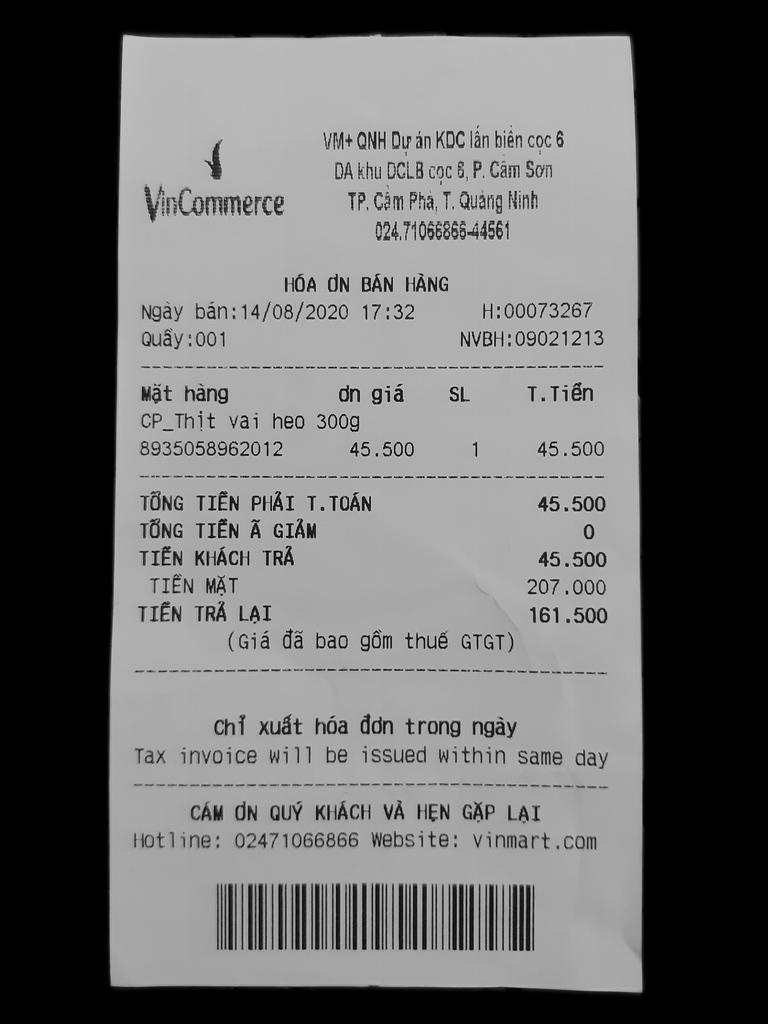 VinCommerce
VM+ QNH Dự án KDC lấn biển cọc 6
DA khu DCLB cọc 6, P. Cẩm Sơn
TP. Cẩm Phả, T. Quảng Ninh
024.71066866-44561
HÓA ƠN BÁN HÀNG
Ngày bán:14/08/2020 17:32 H:00073267
Quầy:001 NVBH:09021213
Mặt hàng ơn giá SL T.Tiền
CP_Thịt vai heo 300g
8935058962012 45.500 1 45.500
TỔNG TIỀN PHẢI T.TOÁN 45.500
TỔNG TIỀN Ã GIẢM 0
TIỀN KHÁCH TRẢ 45.500
TIỀN MẶT 207.000
TIỀN TRẢ LẠI 161.500
(Giá đã bao gồm thuế GTGT)
Chỉ xuất hóa đơn trong ngày
Tax invoice will be issued within same day
CẢM ƠN QUÝ KHÁCH VÀ HẸN GẶP LẠI
Hotline: 02471066866 Website: vinmart.com